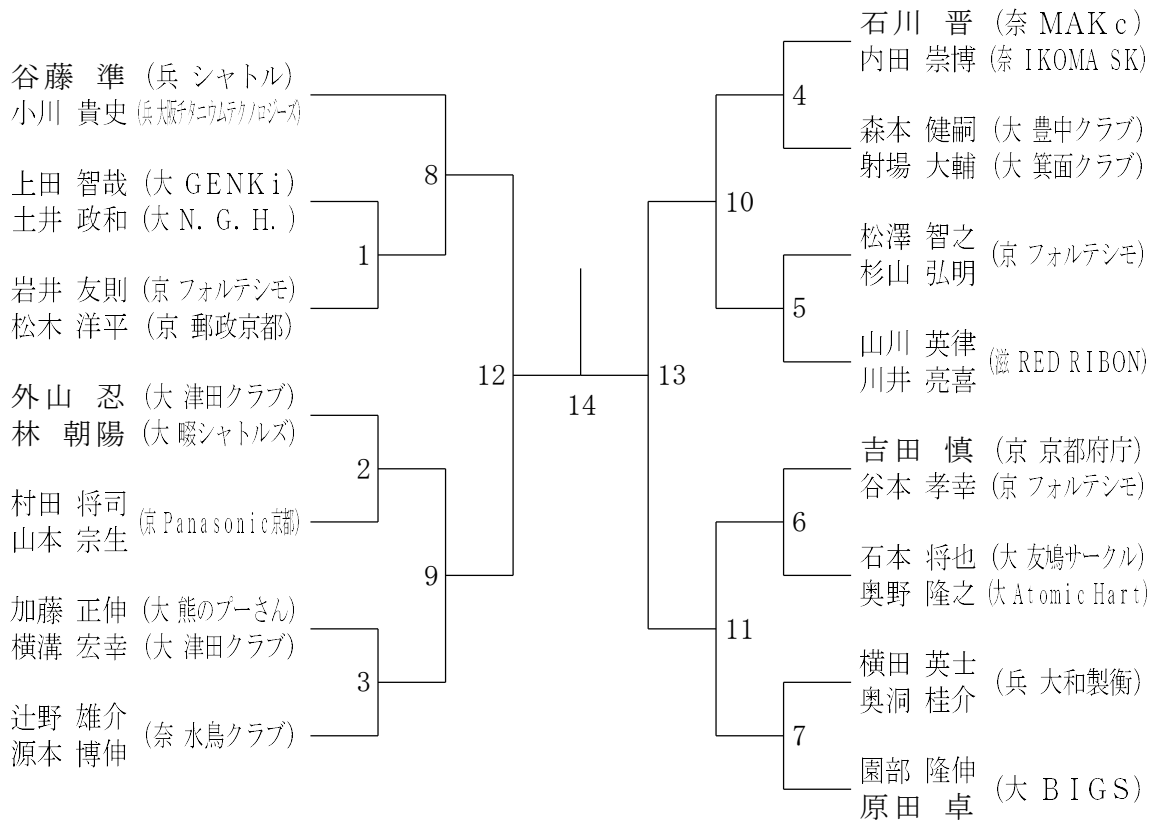 谷藤 準 (兵 シャトル)
小川 貴史 (兵 大阪チタニウムテクノロジーズ)
上田 智哉 (大 GENKi)
土井 政和 (大 N.G.H.)
岩井 友則 (京 フォルテシモ)
松木 洋平 (京 郵政京都)
外山 忍 (大 津田クラブ)
林 朝陽 (大 畷シャトルズ)
村田 将司
山本 宗生
(京 Panasonic京都)
加藤 正伸 (大 熊のプーさん)
横溝 宏幸 (大 津田クラブ)
辻野 雄介
源本 博伸
(奈 水鳥クラブ)
8
1
2
9
3
12
14
13
4
10
5
6
11
7
石川 晋 (奈 MAKc)
内田 崇博 (奈 IKOMA SK)
森本 健嗣 (大 豊中クラブ)
射場 大輔 (大 箕面クラブ)
松澤 智之
杉山 弘明
(京 フォルテシモ)
山川 英律
川井 亮喜
(滋 RED RIBON)
吉田 慎 (京 京都府庁)
谷本 孝幸 (京 フォルテシモ)
石本 将也 (大 友鳩サークル)
奥野 隆之 (大 Atomic Hart)
横田 英士
奥洞 桂介
(兵 大和製衡)
園部 隆伸
原田 卓
(大 BIGS)